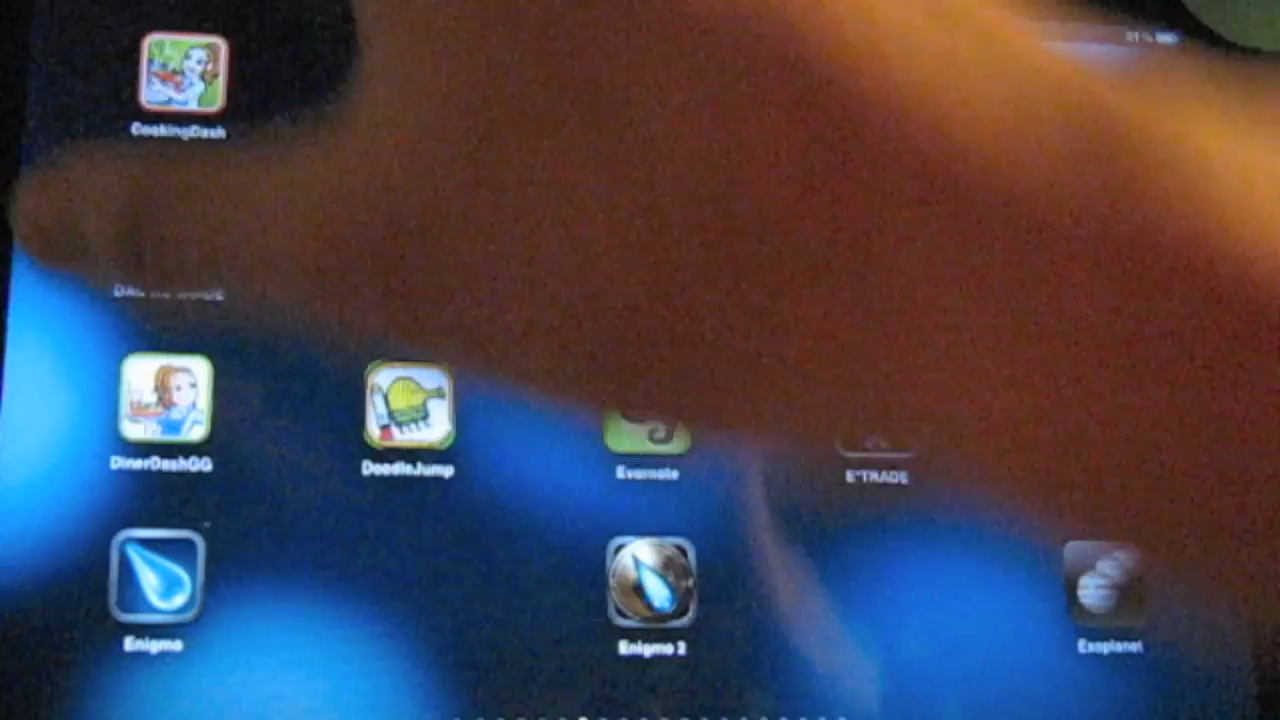 CookingDash
DinerDashGG
DoodleJump
Evernote
E*TRADE
Enigmo
Enigmo 2
Exoplanet